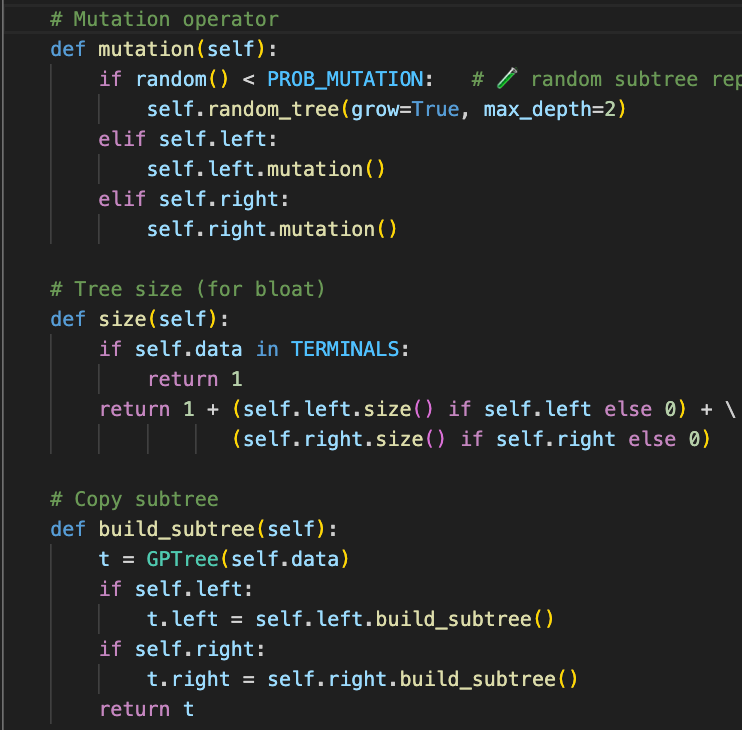 # Mutation operator
def mutation(self):
    if random() < PROB_MUTATION:   # 🧪 random subtree rep
        self.random_tree(grow=True, max_depth=2)
    elif self.left:
        self.left.mutation()
    elif self.right:
        self.right.mutation()

# Tree size (for bloat)
def size(self):
    if self.data in TERMINALS:
        return 1
    return 1 + (self.left.size() if self.left else 0) + \
               (self.right.size() if self.right else 0)

# Copy subtree
def build_subtree(self):
    t = GPTree(self.data)
    if self.left:
        t.left = self.left.build_subtree()
    if self.right:
        t.right = self.right.build_subtree()
    return t